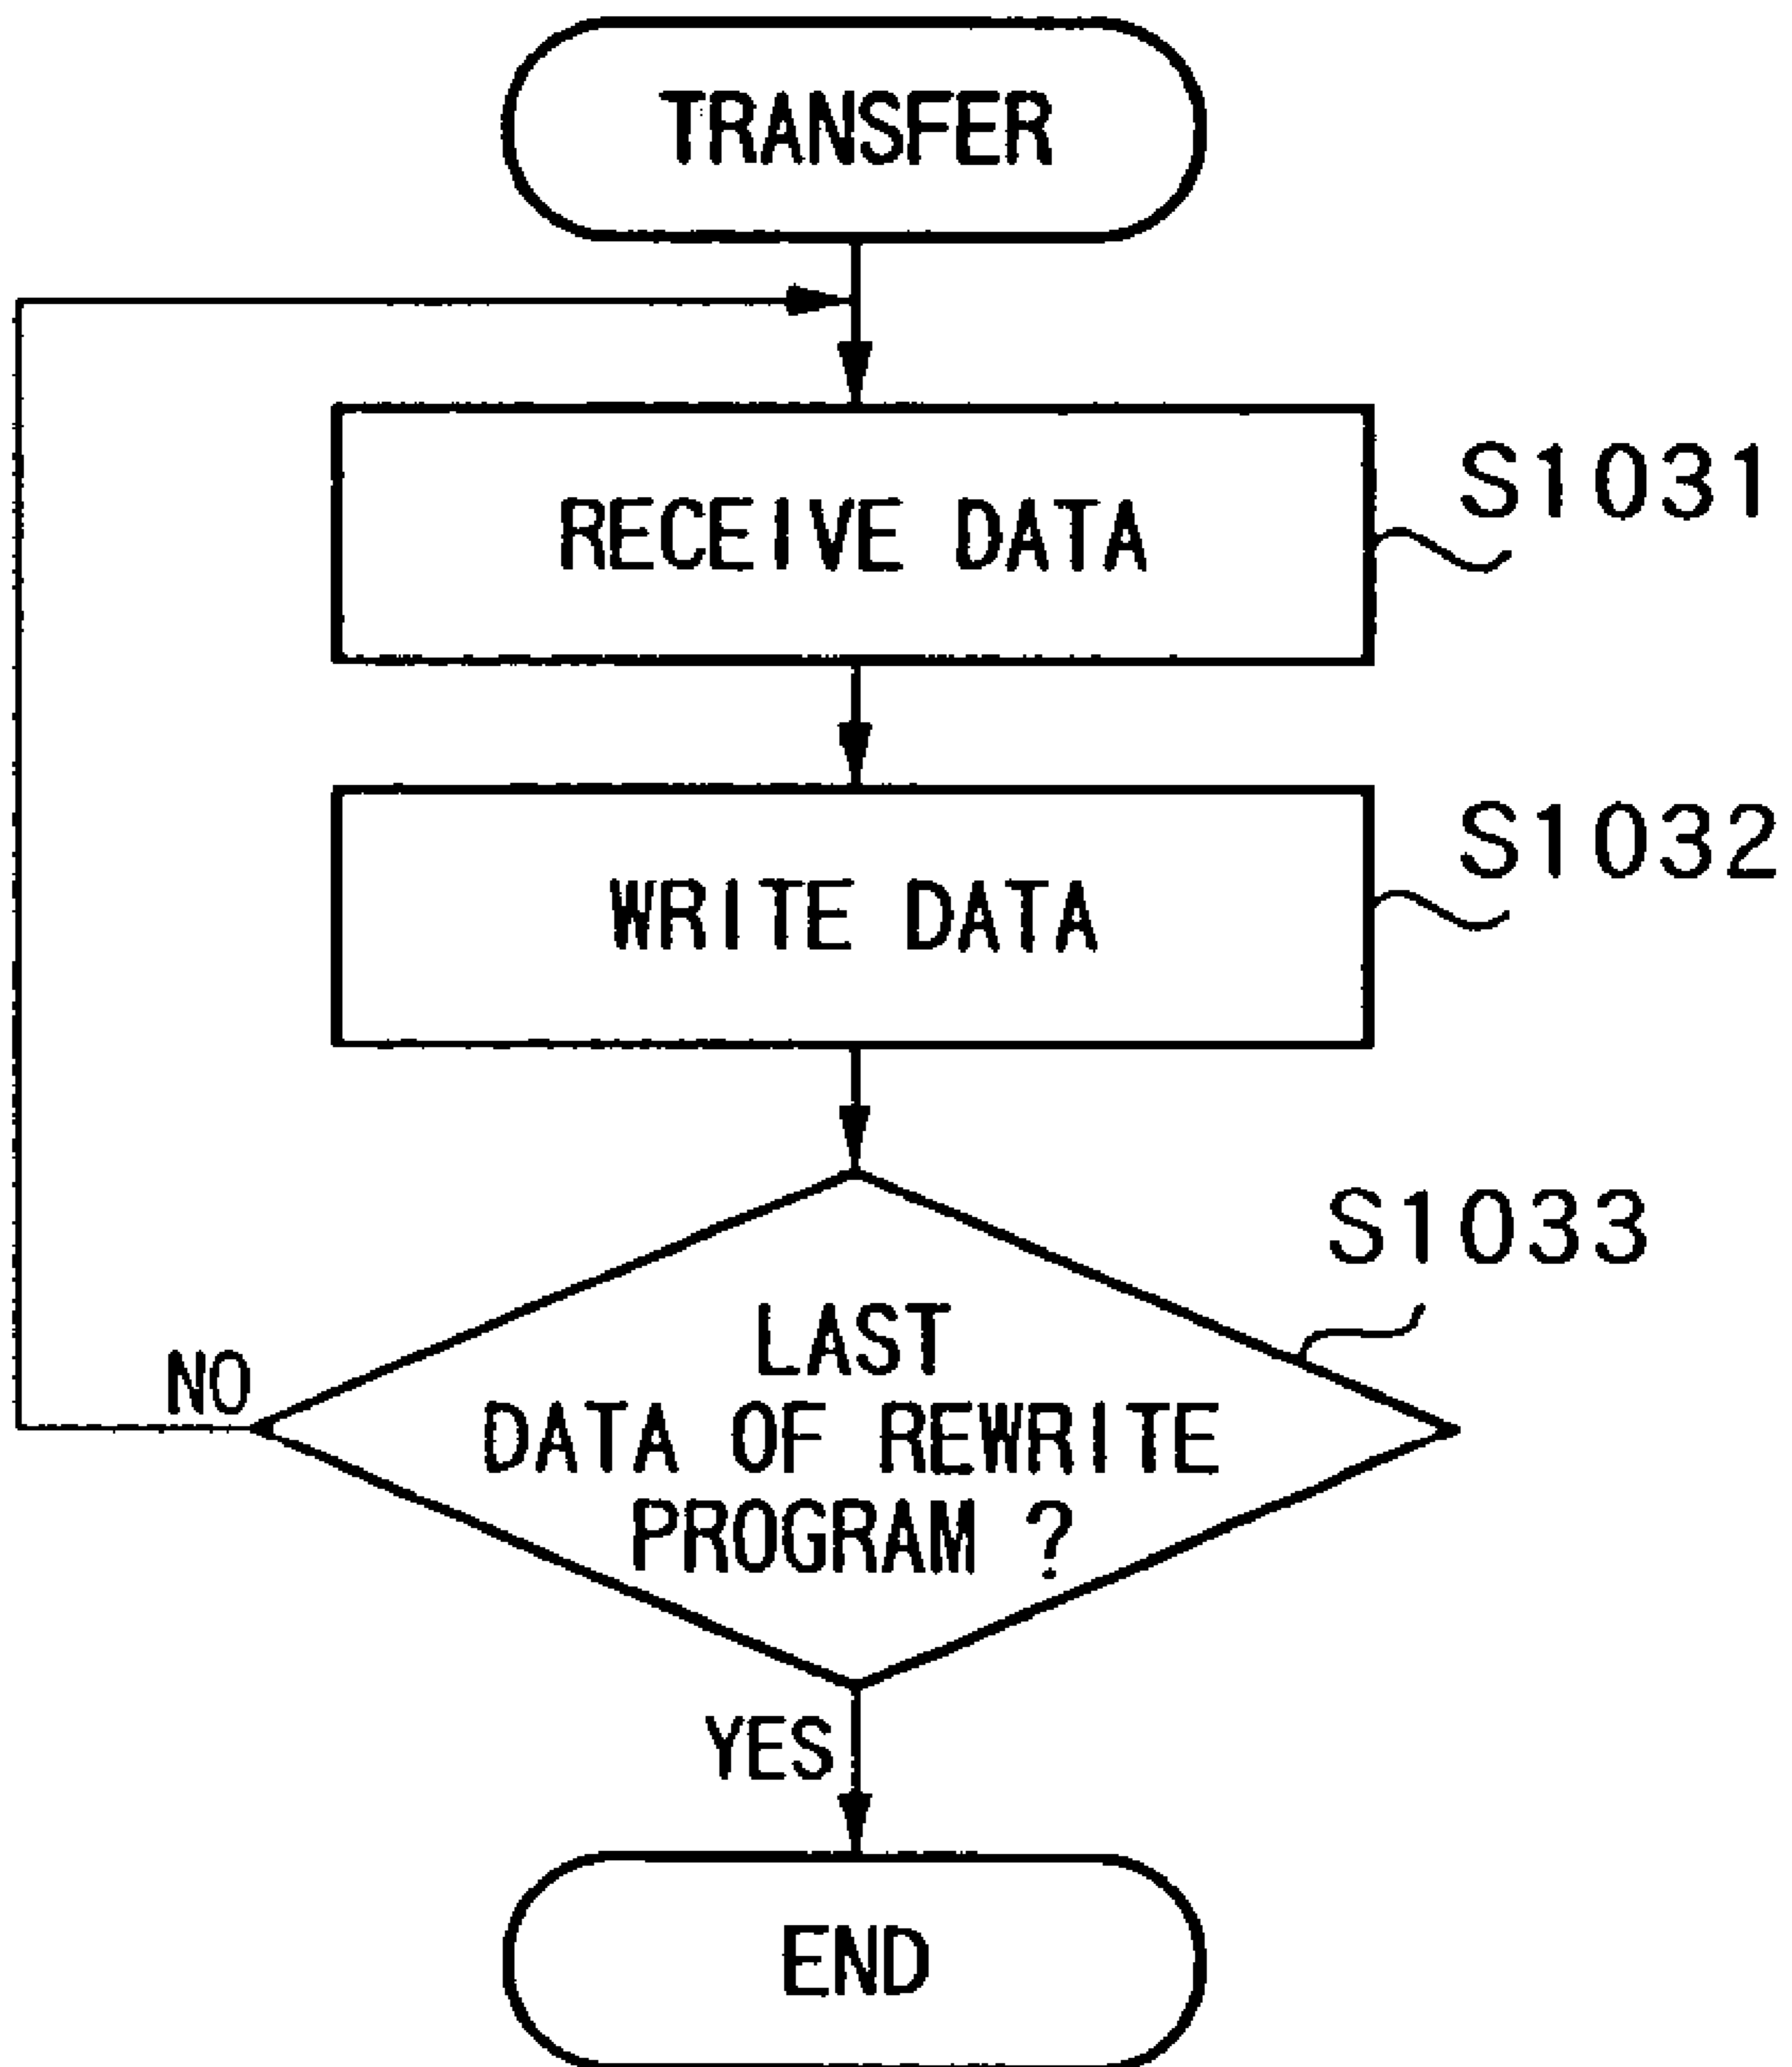 TRANSFER
RECEIVE DATA
S1031
WRITE DATA
S1032
S1033
LAST
DATA OF REWRITE
PROGRAM ?
NO
YES
END